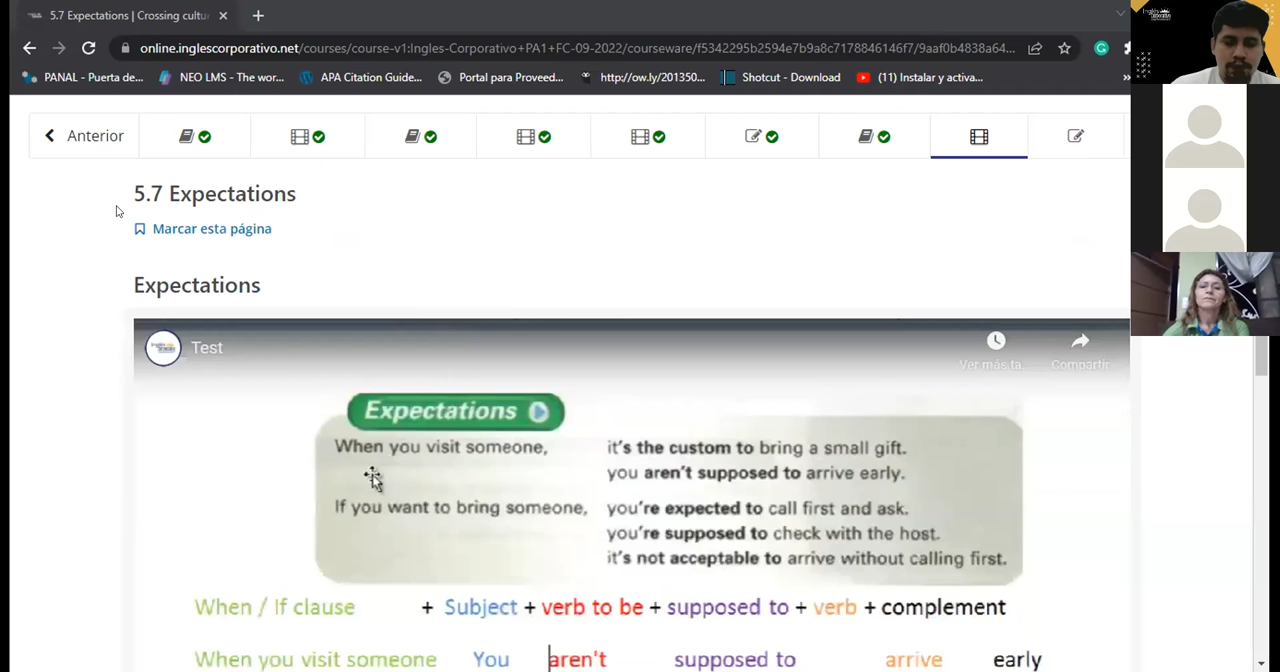 5.7 Expectations | Crossing cultu
online.inglescorporativo.net/courses/course-v1:Ingles-Corporativo+PA1+FC-09-2022/courseware/f5342295b2594e7b9a8c7178846146f7/9aaf0b4838a64...
PANAL - Puerta de... NEO LMS - The wor... APA Citation Guide... Portal para Proveed... http://ow.ly/201350... Shotcut - Download (11) Instalar y activa... »
Anterior
5.7 Expectations
Marcar esta página
Expectations
Test
Ver más ta... Compartir
Expectations
When you visit someone, it's the custom to bring a small gift.
you aren't supposed to arrive early.
If you want to bring someone, you're expected to call first and ask.
you're supposed to check with the host.
it's not acceptable to arrive without calling first.
When / If clause + Subject + verb to be + supposed to + verb + complement
When you visit someone You aren't supposed to arrive early